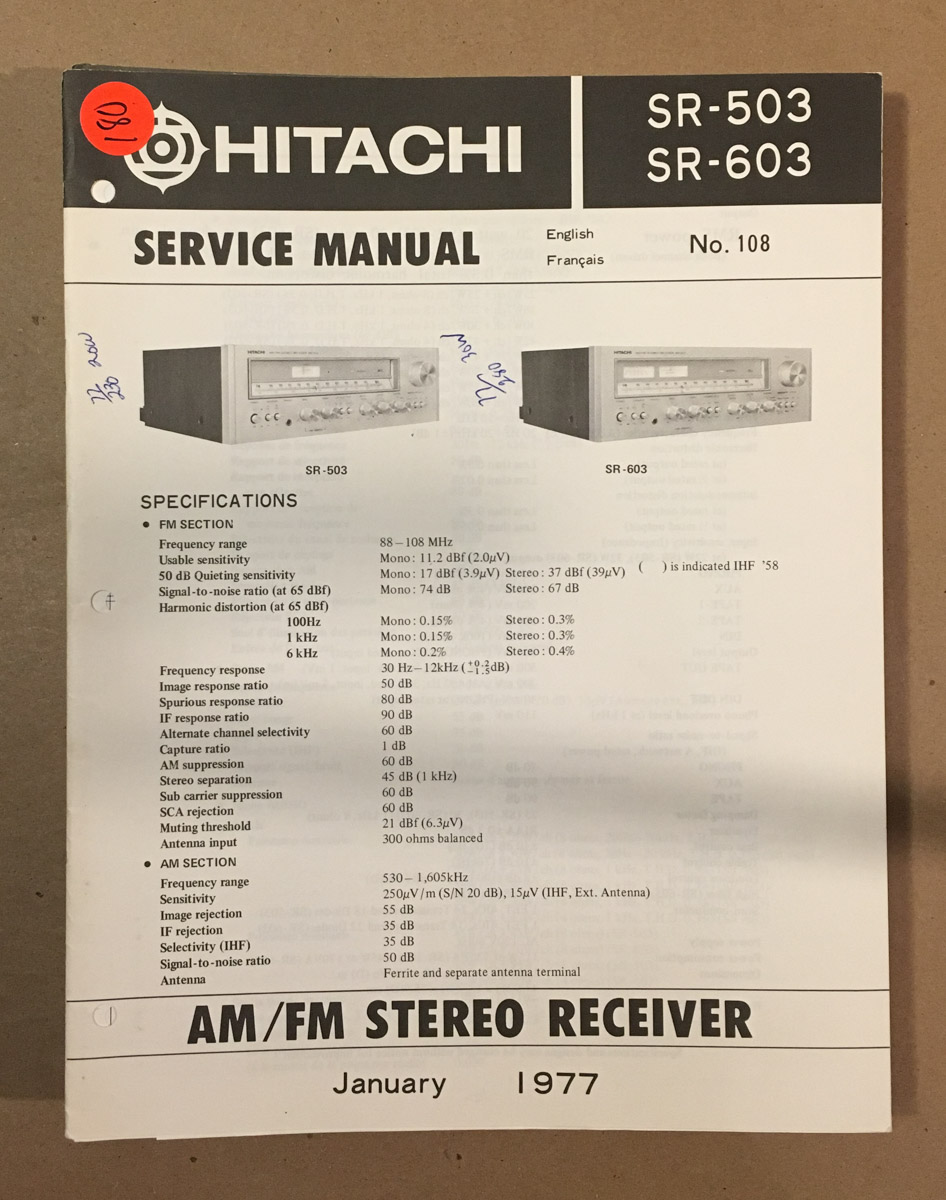 180
HITACHI
SR-503
SR-603
SERVICE MANUAL
English
Français
No. 108
77 20W
230
30W
77
250
HITACHI
HITACHI
SR-503
SR-603
SPECIFICATIONS
• FM SECTION
Frequency range 88–108 MHz
Usable sensitivity Mono: 11.2 dBf (2.0μV)
50 dB Quieting sensitivity Mono: 17 dBf (3.9μV) Stereo: 37 dBf (39μV) ( ) is indicated IHF '58
Signal-to-noise ratio (at 65 dBf) Mono: 74 dB Stereo: 67 dB
Harmonic distortion (at 65 dBf)
100Hz Mono: 0.15% Stereo: 0.3%
1 kHz Mono: 0.15% Stereo: 0.3%
6 kHz Mono: 0.2% Stereo: 0.4%
Frequency response 30 Hz–12kHz (+0.2 −1.5 dB)
Image response ratio 50 dB
Spurious response ratio 80 dB
IF response ratio 90 dB
Alternate channel selectivity 60 dB
Capture ratio 1 dB
AM suppression 60 dB
Stereo separation 45 dB (1 kHz)
Sub carrier suppression 60 dB
SCA rejection 60 dB
Muting threshold 21 dBf (6.3μV)
Antenna input 300 ohms balanced
• AM SECTION
Frequency range 530– 1,605kHz
Sensitivity 250μV/m (S/N 20 dB), 15μV (IHF, Ext. Antenna)
Image rejection 55 dB
IF rejection 35 dB
Selectivity (IHF) 35 dB
Signal-to-noise ratio 50 dB
Antenna Ferrite and separate antenna terminal
AM/FM STEREO RECEIVER
January 1977